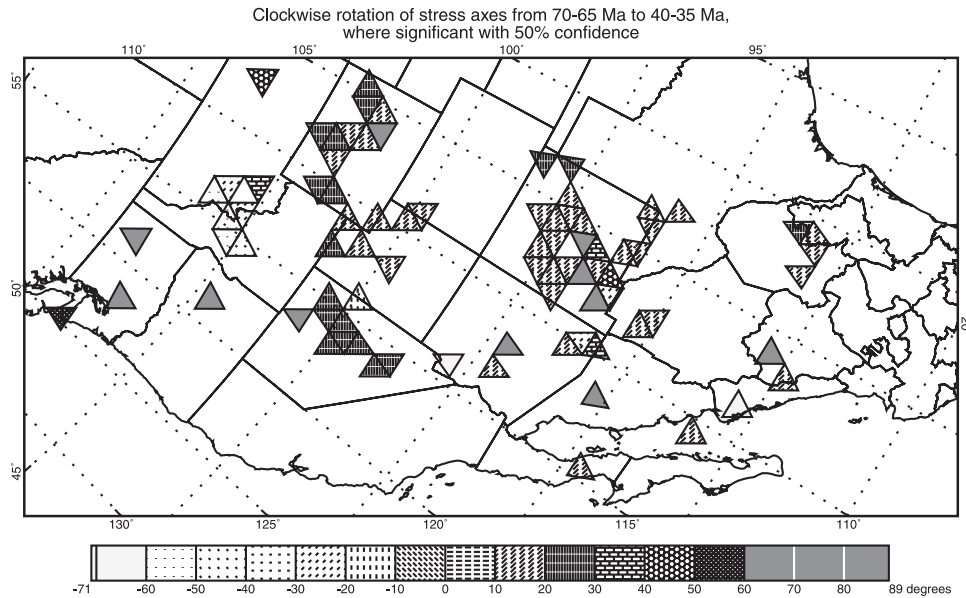 Clockwise rotation of stress axes from 70-65 Ma to 40-35 Ma,
where significant with 50% confidence
110° 105° 100° 95°
55°
50°
20
45°
130° 125° 120° 115° 110°
-71 -60 -50 -40 -30 -20 -10 0 10 20 30 40 50 60 70 80 89 degrees